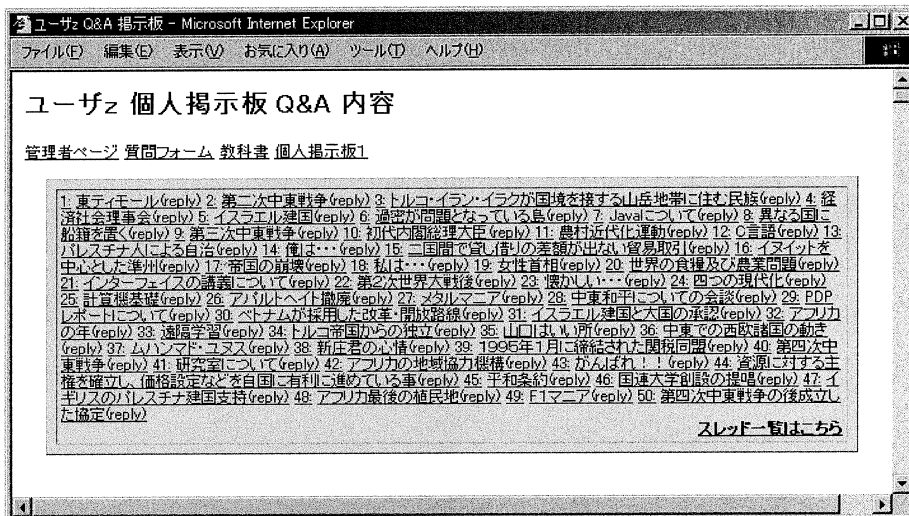 ユーザz Q&A 掲示板 - Microsoft Internet Explorer
ファイル(F) 編集(E) 表示(V) お気に入り(A) ツール(T) ヘルプ(H)
ユーザz 個人掲示板 Q&A 内容
管理者ページ 質問フォーム 教科書 個人掲示板1
1: 東ティモール(reply) 2: 第二次中東戦争(reply) 3: トルコ・イラン・イラクが国境を接する山岳地帯に住む民族(reply) 4: 経
済社会理事会(reply) 5: イスラエル建国(reply) 6: 過密が問題となっている島(reply) 7: Javaについて(reply) 8: 異なる国に
船籍を置く(reply) 9: 第三次中東戦争(reply) 10: 初代内閣総理大臣(reply) 11: 農村近代化運動(reply) 12: C言語(reply) 13:
パレスチナ人による自治(reply) 14: 俺は・・・(reply) 15: 二国間で貸し借りの差額が出ない貿易取引(reply) 16: イヌイットを
中心とした準州(reply) 17: 帝国の崩壊(reply) 18: 私は・・・(reply) 19: 女性首相(reply) 20: 世界の食糧及び農業問題(reply)
21: インターフェイスの講義について(reply) 22: 第2次世界大戦後(reply) 23: 懐かしい・・・(reply) 24: 四つの現代化(reply)
25: 計算機基礎(reply) 26: アパルトヘイト撤廃(reply) 27: メタルマニア(reply) 28: 中東和平についての会談(reply) 29: PDP
レポートについて(reply) 30: ベトナムが採用した改革・開放路線(reply) 31: イスラエル建国と大国の承認(reply) 32: アフリカ
の年(reply) 33: 遠隔学習(reply) 34: トルコ帝国からの独立(reply) 35: 山口はいい所(reply) 36: 中東での西欧諸国の動き
(reply) 37: ムハンマド・ユヌス(reply) 38: 新庄君の心情(reply) 39: 1995年1月に締結された関税同盟(reply) 40: 第四次中
東戦争(reply) 41: 研究室について(reply) 42: アフリカの地域協力機構(reply) 43: がんばれ！！(reply) 44: 資源に対する主
権を確立し、価格設定などを自国に有利に進めている事(reply) 45: 平和条約(reply) 46: 国連大学創設の提唱(reply) 47: イ
ギリスのパレスチナ建国支持(reply) 48: アフリカ最後の植民地(reply) 49: F1マニア(reply) 50: 第四次中東戦争の後成立し
た協定(reply)
スレッド一覧はこちら